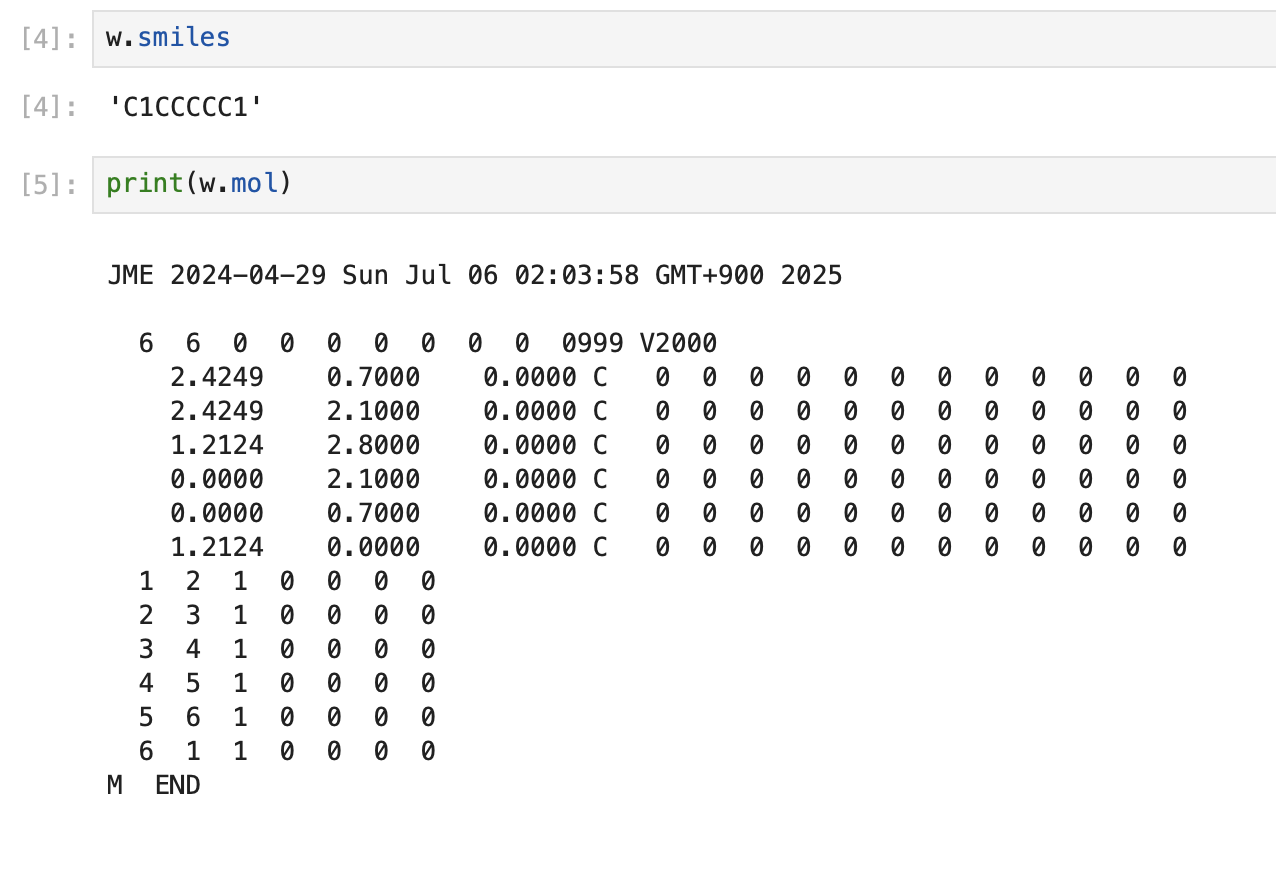 [4]: w.smiles
[4]: 'C1CCCCC1'
[5]: print(w.mol)
JME 2024-04-29 Sun Jul 06 02:03:58 GMT+900 2025
  6  6  0  0  0  0  0  0  0  0999 V2000
    2.4249    0.7000    0.0000 C   0  0  0  0  0  0  0  0  0  0  0  0
    2.4249    2.1000    0.0000 C   0  0  0  0  0  0  0  0  0  0  0  0
    1.2124    2.8000    0.0000 C   0  0  0  0  0  0  0  0  0  0  0  0
    0.0000    2.1000    0.0000 C   0  0  0  0  0  0  0  0  0  0  0  0
    0.0000    0.7000    0.0000 C   0  0  0  0  0  0  0  0  0  0  0  0
    1.2124    0.0000    0.0000 C   0  0  0  0  0  0  0  0  0  0  0  0
  1  2  1  0  0  0  0
  2  3  1  0  0  0  0
  3  4  1  0  0  0  0
  4  5  1  0  0  0  0
  5  6  1  0  0  0  0
  6  1  1  0  0  0  0
M  END